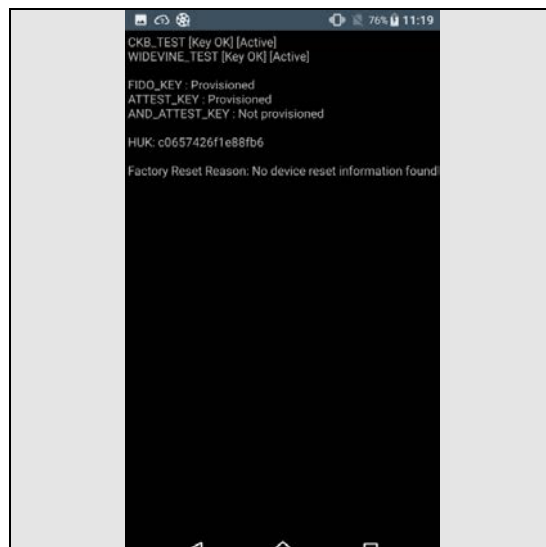 76% 11:19
CKB_TEST [Key OK] [Active]
WIDEVINE_TEST [Key OK] [Active]
FIDO_KEY : Provisioned
ATTEST_KEY : Provisioned
AND_ATTEST_KEY : Not provisioned
HUK: c0657426f1e88fb6
Factory Reset Reason: No device reset information found!